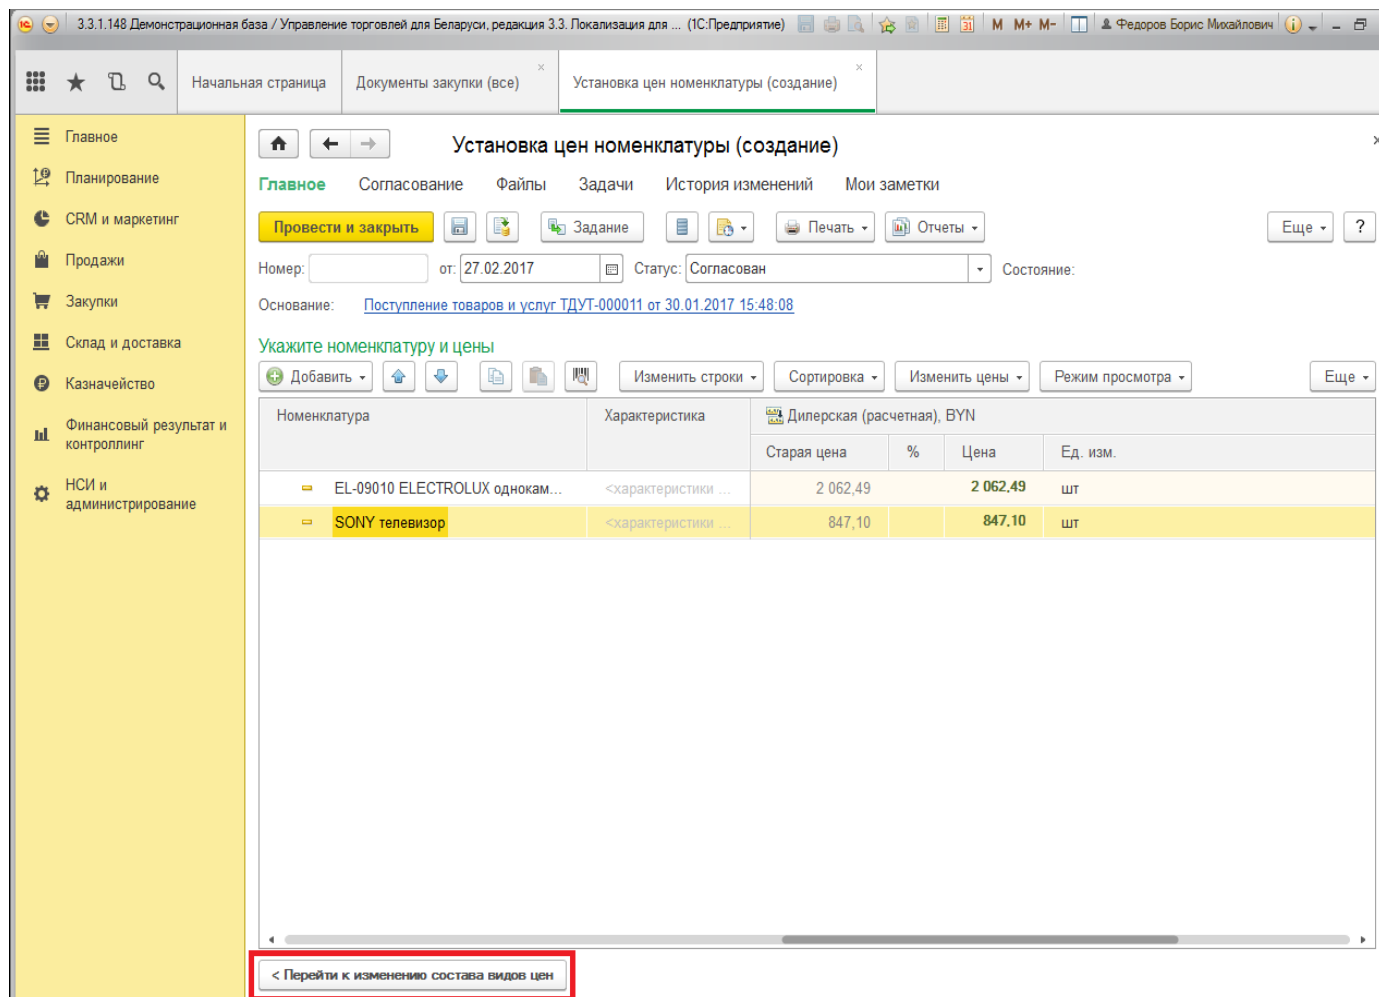 3.3.1.148 Демонстрационная база / Управление торговлей для Беларуси, редакция 3.3. Локализация для ... (1С:Предприятие) M M+ M- Федоров Борис Михайлович
Начальная страница
Документы закупки (все)
Установка цен номенклатуры (создание)
Главное
Планирование
CRM и маркетинг
Продажи
Закупки
Склад и доставка
Казначейство
Финансовый результат и
контроллинг
НСИ и
администрирование
Установка цен номенклатуры (создание)
Главное Согласование Файлы Задачи История изменений Мои заметки
Провести и закрыть Задание Печать Отчеты Еще ?
Номер: от: 27.02.2017 Статус: Согласован Состояние:
Основание: Поступление товаров и услуг ТДУТ-000011 от 30.01.2017 15:48:08
Укажите номенклатуру и цены
Добавить Изменить строки Сортировка Изменить цены Режим просмотра Еще
Номенклатура Характеристика Дилерская (расчетная), BYN
Старая цена % Цена Ед. изм.
EL-09010 ELECTROLUX однокам... <характеристики ... 2 062,49 2 062,49 шт
SONY телевизор <характеристики ... 847,10 847,10 шт
< Перейти к изменению состава видов цен